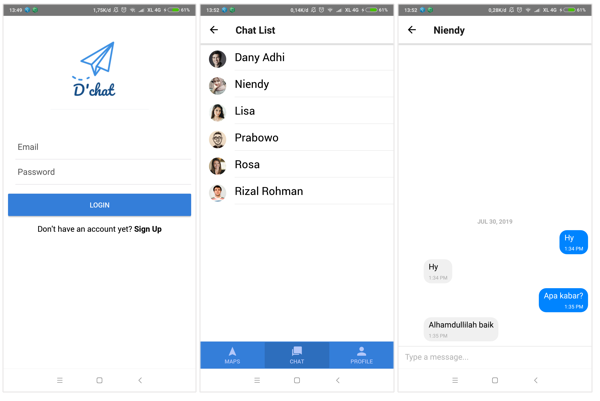 13:49
1,75K/d
XL 4G
61%
D'chat
Email
Password
LOGIN
Don't have an account yet? Sign Up
13:52
0,14K/d
XL 4G
61%
Chat List
Dany Adhi
Niendy
Lisa
Prabowo
Rosa
Rizal Rohman
MAPS
CHAT
PROFILE
13:52
XL 4G
61%
Niendy
JUL 30, 2019
Hy
1:34 PM
Hy
1:34 PM
Apa kabar?
1:35 PM
Alhamdullilah baik
1:35 PM
Type a message...